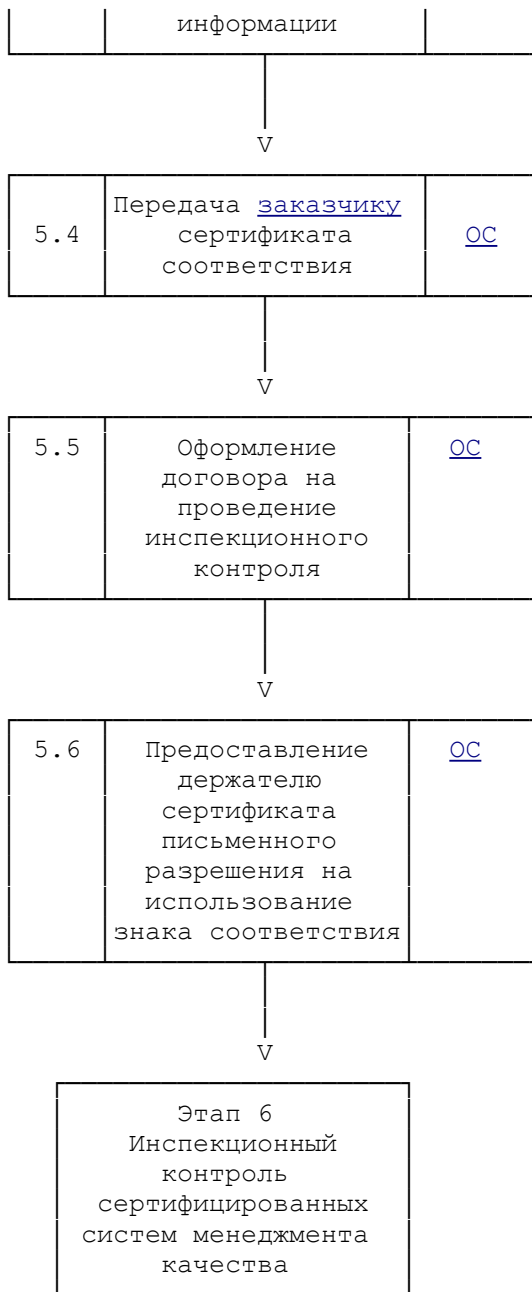 информации
V
Передача заказчику
5.4 сертификата ОС
соответствия
V
5.5 Оформление ОС
договора на
проведение
инспекционного
контроля
V
5.6 Предоставление ОС
держателю
сертификата
письменного
разрешения на
использование
знака соответствия
V
Этап 6
Инспекционный
контроль
сертифицированных
систем менеджмента
качества